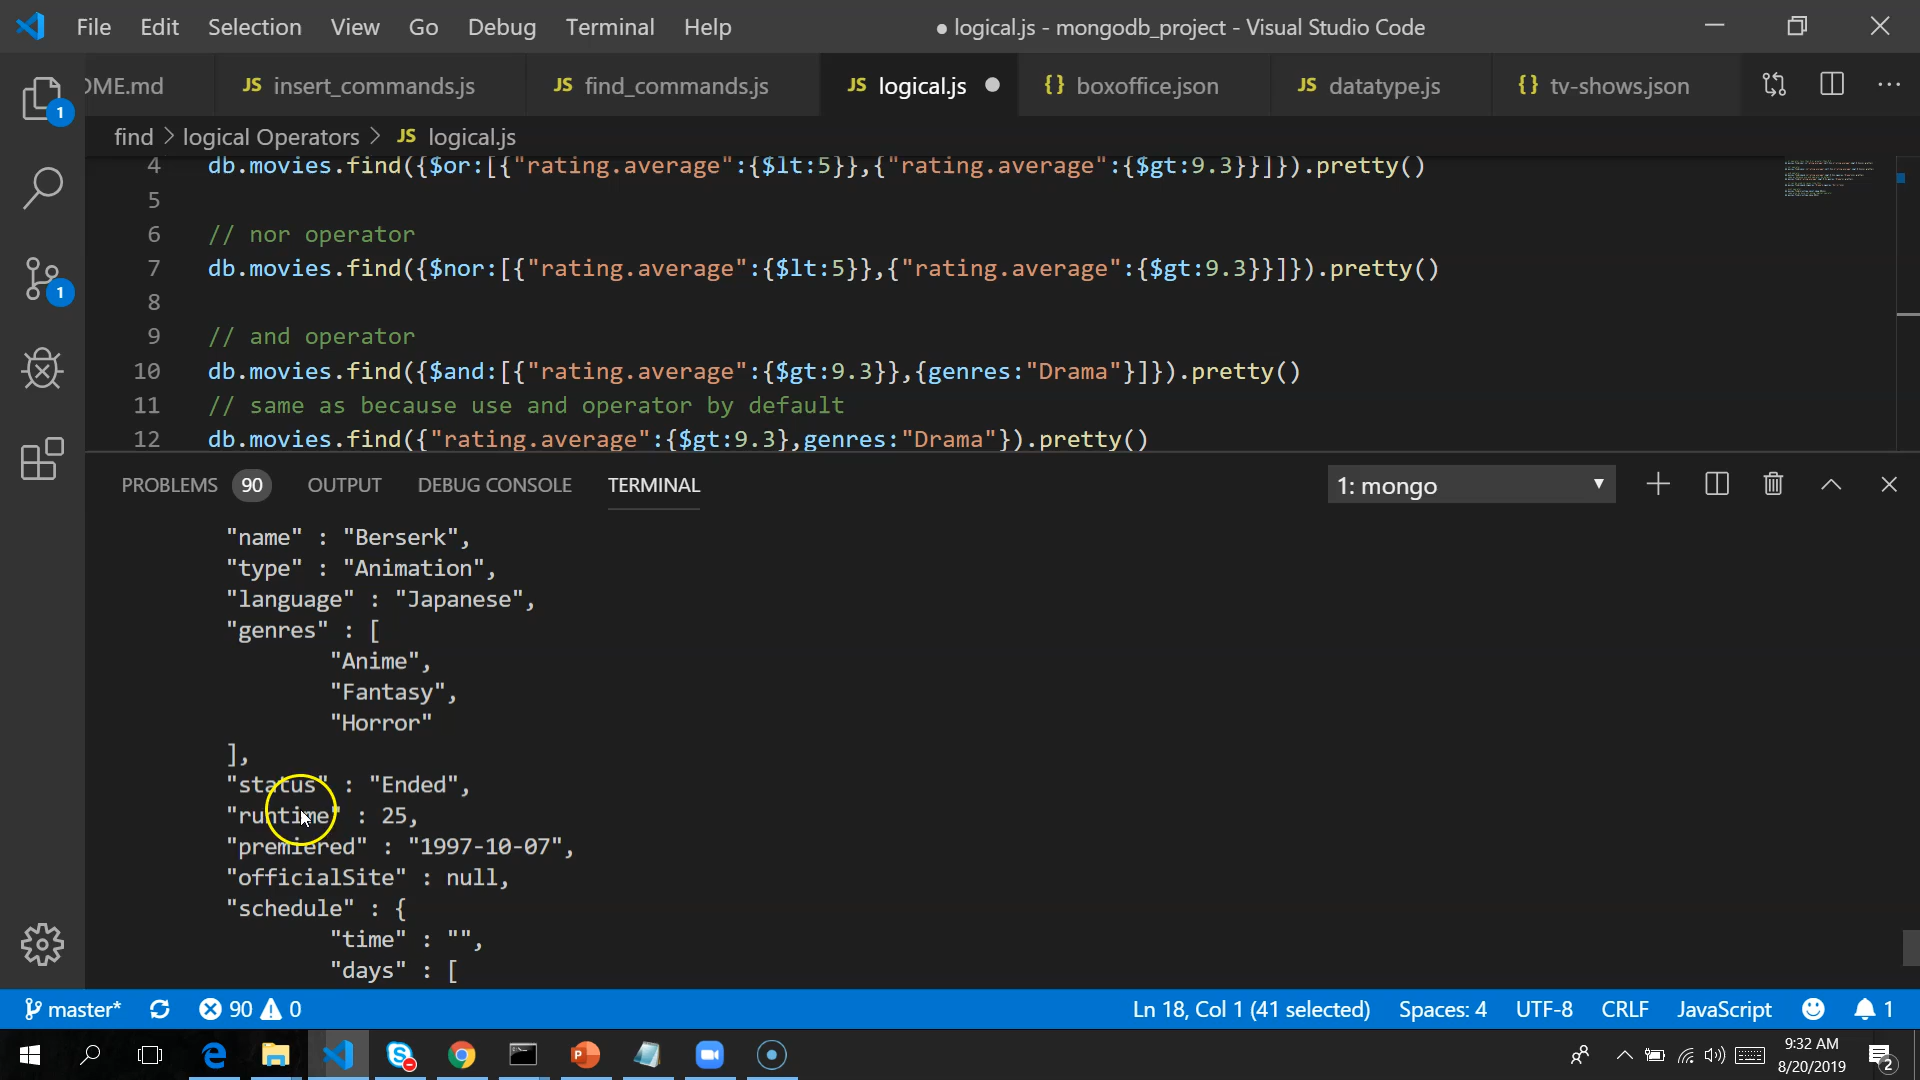 File Edit Selection View Go Debug Terminal Help
● logical.js - mongodb_project - Visual Studio Code
OME.md
JS insert_commands.js
JS find_commands.js
JS logical.js
{} boxoffice.json
JS datatype.js
{} tv-shows.json
find > logical Operators > JS logical.js
4 db.movies.find({$or:[{"rating.average":{$lt:5}},{"rating.average":{$gt:9.3}}]}).pretty()
5
6 // nor operator
7 db.movies.find({$nor:[{"rating.average":{$lt:5}},{"rating.average":{$gt:9.3}}]}).pretty()
8
9 // and operator
10 db.movies.find({$and:[{"rating.average":{$gt:9.3}},{genres:"Drama"}]}).pretty()
11 // same as because use and operator by default
12 db.movies.find({"rating.average":{$gt:9.3},genres:"Drama"}).pretty()
PROBLEMS 90 OUTPUT DEBUG CONSOLE TERMINAL 1: mongo
"name" : "Berserk",
"type" : "Animation",
"language" : "Japanese",
"genres" : [
"Anime",
"Fantasy",
"Horror"
],
"status" : "Ended",
"runtime" : 25,
"premiered" : "1997-10-07",
"officialSite" : null,
"schedule" : {
"time" : "",
"days" : [
master* 90 0 Ln 18, Col 1 (41 selected) Spaces: 4 UTF-8 CRLF JavaScript 1
9:32 AM
8/20/2019
2
1
1